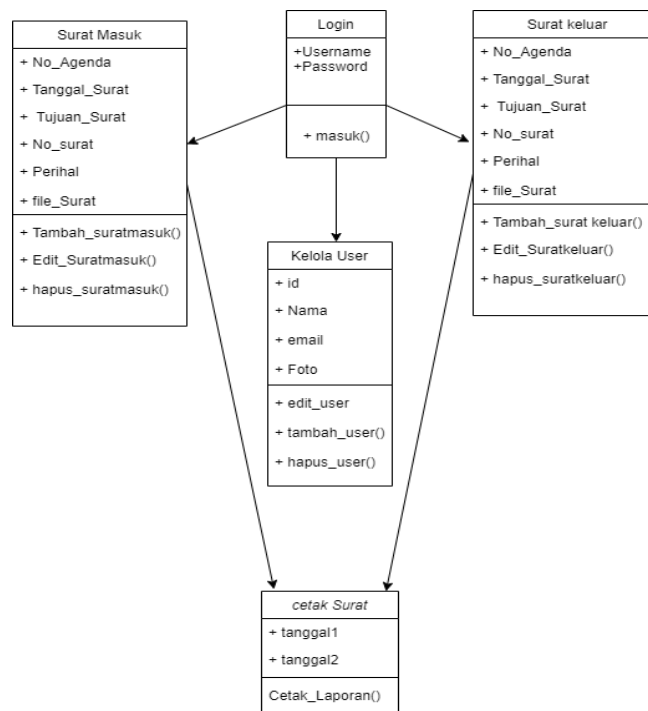 Surat Masuk
+ No_Agenda
+ Tanggal_Surat
+ Tujuan_Surat
+ No_surat
+ Perihal
+ file_Surat
+ Tambah_suratmasuk()
+ Edit_Suratmasuk()
+ hapus_suratmasuk()
Login
+Username
+Password
+ masuk()
Surat keluar
+ No_Agenda
+ Tanggal_Surat
+ Tujuan_Surat
+ No_surat
+ Perihal
+ file_Surat
+ Tambah_surat keluar()
+ Edit_Suratkeluar()
+ hapus_suratkeluar()
Kelola User
+ id
+ Nama
+ email
+ Foto
+ edit_user
+ tambah_user()
+ hapus_user()
cetak Surat
+ tanggal1
+ tanggal2
Cetak_Laporan()